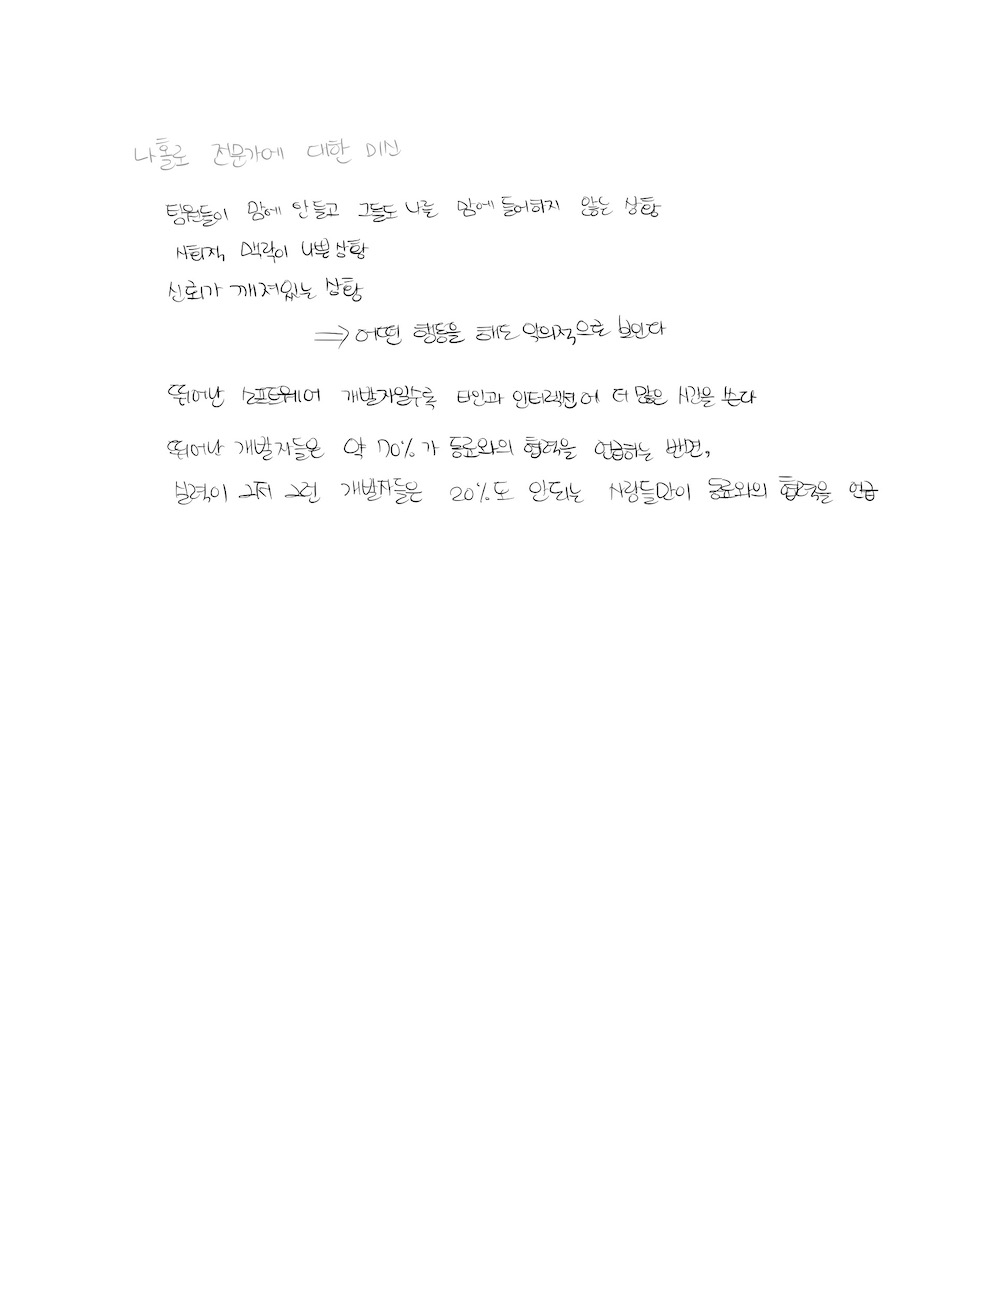 나홀로 전문가에 대한 미신
팀원들이 맘에 안들고 그들도 나를 맘에 들어하지 않는 상황
사회적, 맥락이 나쁜 상황
신뢰가 깨져있는 상황
⇒ 어떤 행동을 해도 악의적으로 보인다
뛰어난 소프트웨어 개발자일수록 타인과 인터랙션에 더 많은 시간을 쓴다
뛰어난 개발자들은 약 70%가 동료와의 협력을 언급하는 반면,
실력이 그저 그런 개발자들은 20%도 안되는 사람들만이 동료와의 협력을 언급